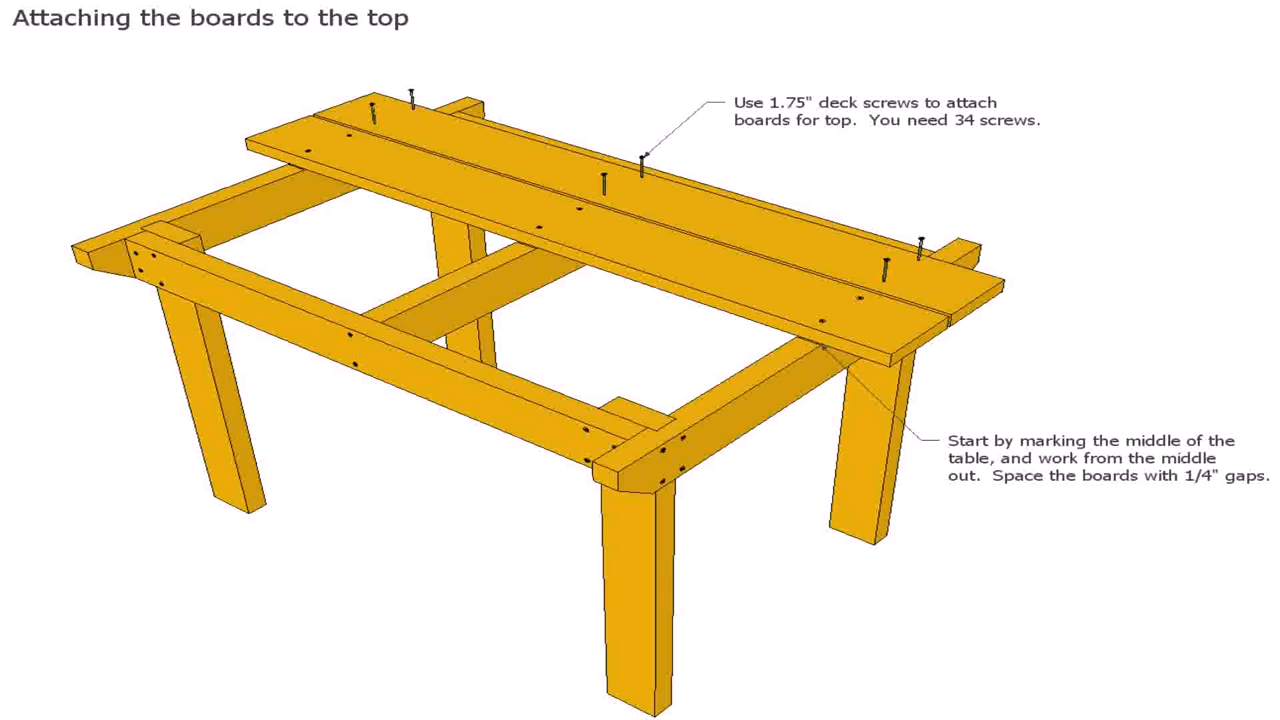 Attaching the boards to the top
Use 1.75" deck screws to attach
boards for top.  You need 34 screws.
Start by marking the middle of the
table, and work from the middle
out.  Space the boards with 1/4" gaps.